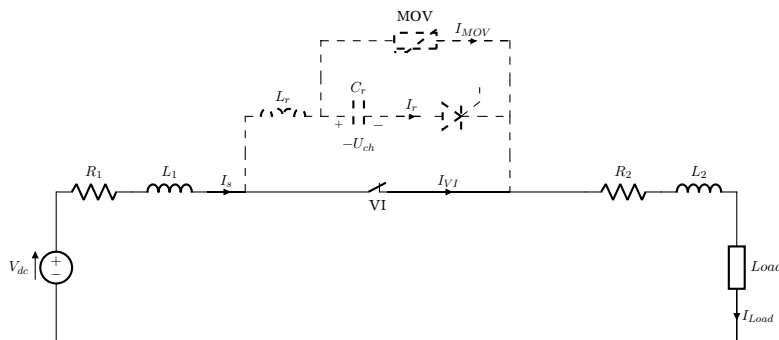 MOV
I_{MOV}
L_r
C_r
I_r
+
−
−U_{ch}
R_1
L_1
I_s
I_{VI}
VI
R_2
L_2
V_{dc}
+
−
Load
I_{Load}